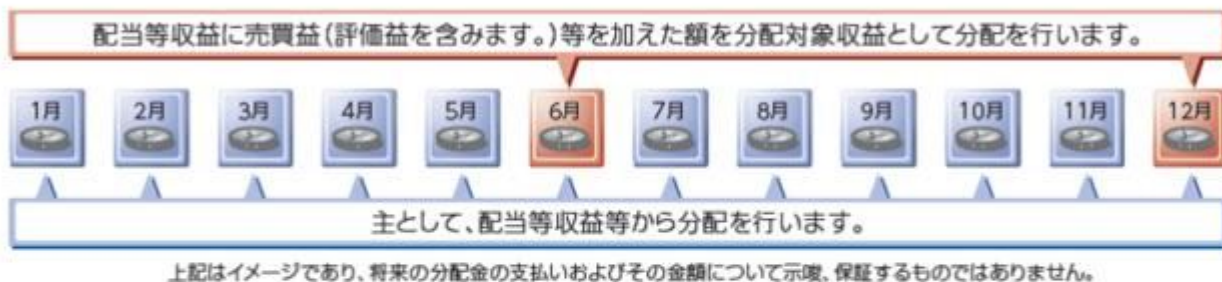 配当等収益に売買益(評価益を含みます。)等を加えた額を分配対象収益として分配を行います。
1月 2月 3月 4月 5月 6月 7月 8月 9月 10月 11月 12月
主として、配当等収益等から分配を行います。
上記はイメージであり、将来の分配金の支払いおよびその金額について示唆、保証するものではありません。